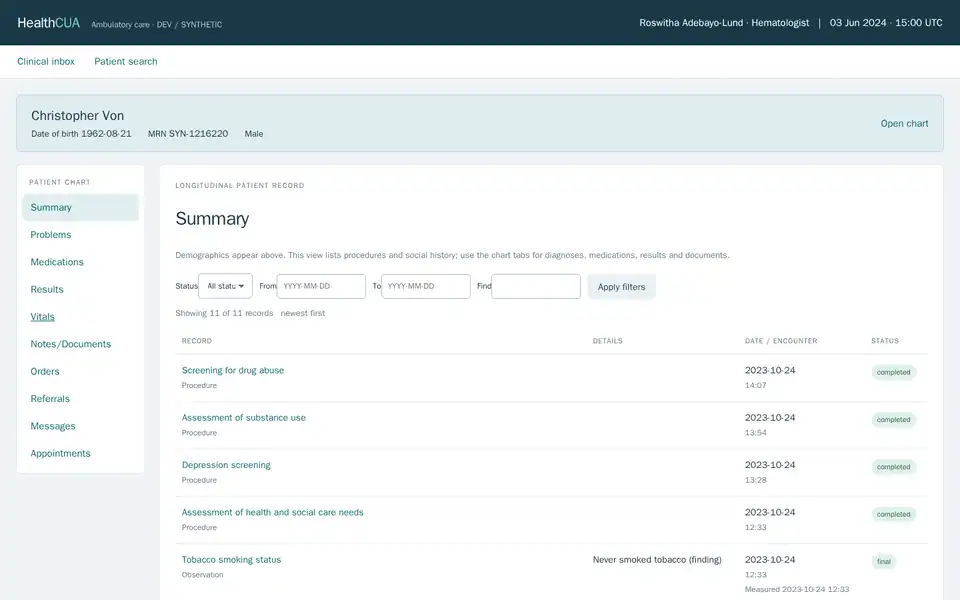 HealthCUA Ambulatory care · DEV / SYNTHETIC Roswitha Adebayo-Lund · Hematologist | 03 Jun 2024 · 15:00 UTC
Clinical inbox Patient search
Christopher Von
Date of birth 1962-08-21 MRN SYN-1216220 Male
Open chart
PATIENT CHART
Summary
Problems
Medications
Results
Vitals
Notes/Documents
Orders
Referrals
Messages
Appointments
LONGITUDINAL PATIENT RECORD
Summary
Demographics appear above. This view lists procedures and social history; use the chart tabs for diagnoses, medications, results and documents.
Status All statu From YYYY-MM-DD To YYYY-MM-DD Find Apply filters
Showing 11 of 11 records newest first
RECORD DETAILS DATE / ENCOUNTER STATUS
Screening for drug abuse 2023-10-24 completed
Procedure 14:07
Assessment of substance use 2023-10-24 completed
Procedure 13:54
Depression screening 2023-10-24 completed
Procedure 13:28
Assessment of health and social care needs 2023-10-24 completed
Procedure 12:33
Tobacco smoking status Never smoked tobacco (finding) 2023-10-24 final
Observation 12:33
Measured 2023-10-24 12:33